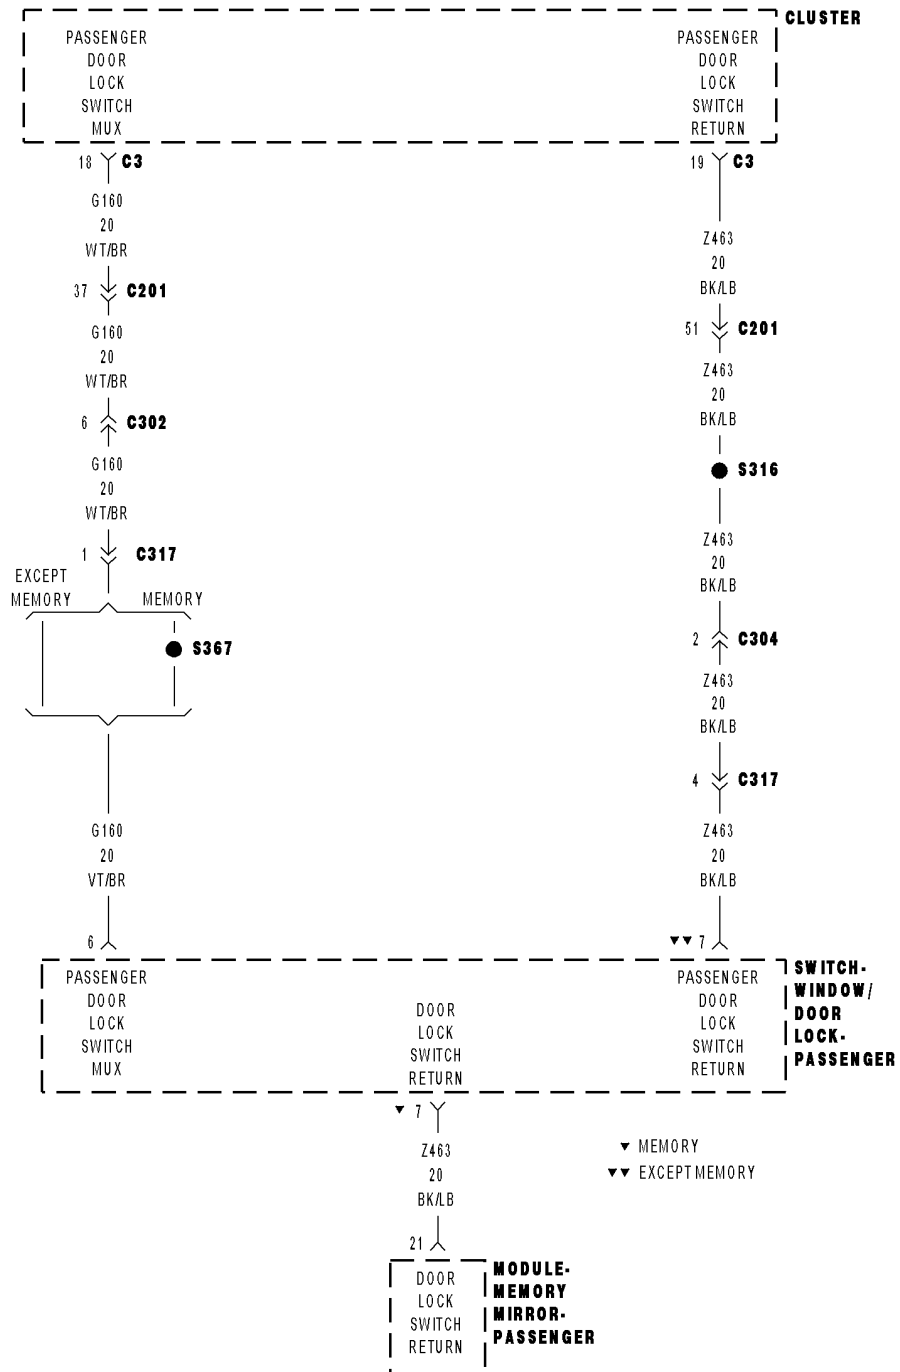 CLUSTER
PASSENGER
DOOR
LOCK
SWITCH
MUX
PASSENGER
DOOR
LOCK
SWITCH
RETURN
18 C3
G160
20
WT/BR
37 C201
G160
20
WT/BR
6 C302
G160
20
WT/BR
1 C317
EXCEPT
MEMORY
MEMORY
S367
G160
20
VT/BR
6
19 C3
Z463
20
BK/LB
51 C201
Z463
20
BK/LB
S316
Z463
20
BK/LB
2 C304
Z463
20
BK/LB
4 C317
Z463
20
BK/LB
▼▼ 7
PASSENGER
DOOR
LOCK
SWITCH
MUX
DOOR
LOCK
SWITCH
RETURN
PASSENGER
DOOR
LOCK
SWITCH
RETURN
SWITCH-
WINDOW/
DOOR
LOCK-
PASSENGER
▼ 7
Z463
20
BK/LB
21
▼ MEMORY
▼▼ EXCEPT MEMORY
DOOR
LOCK
SWITCH
RETURN
MODULE-
MEMORY
MIRROR-
PASSENGER